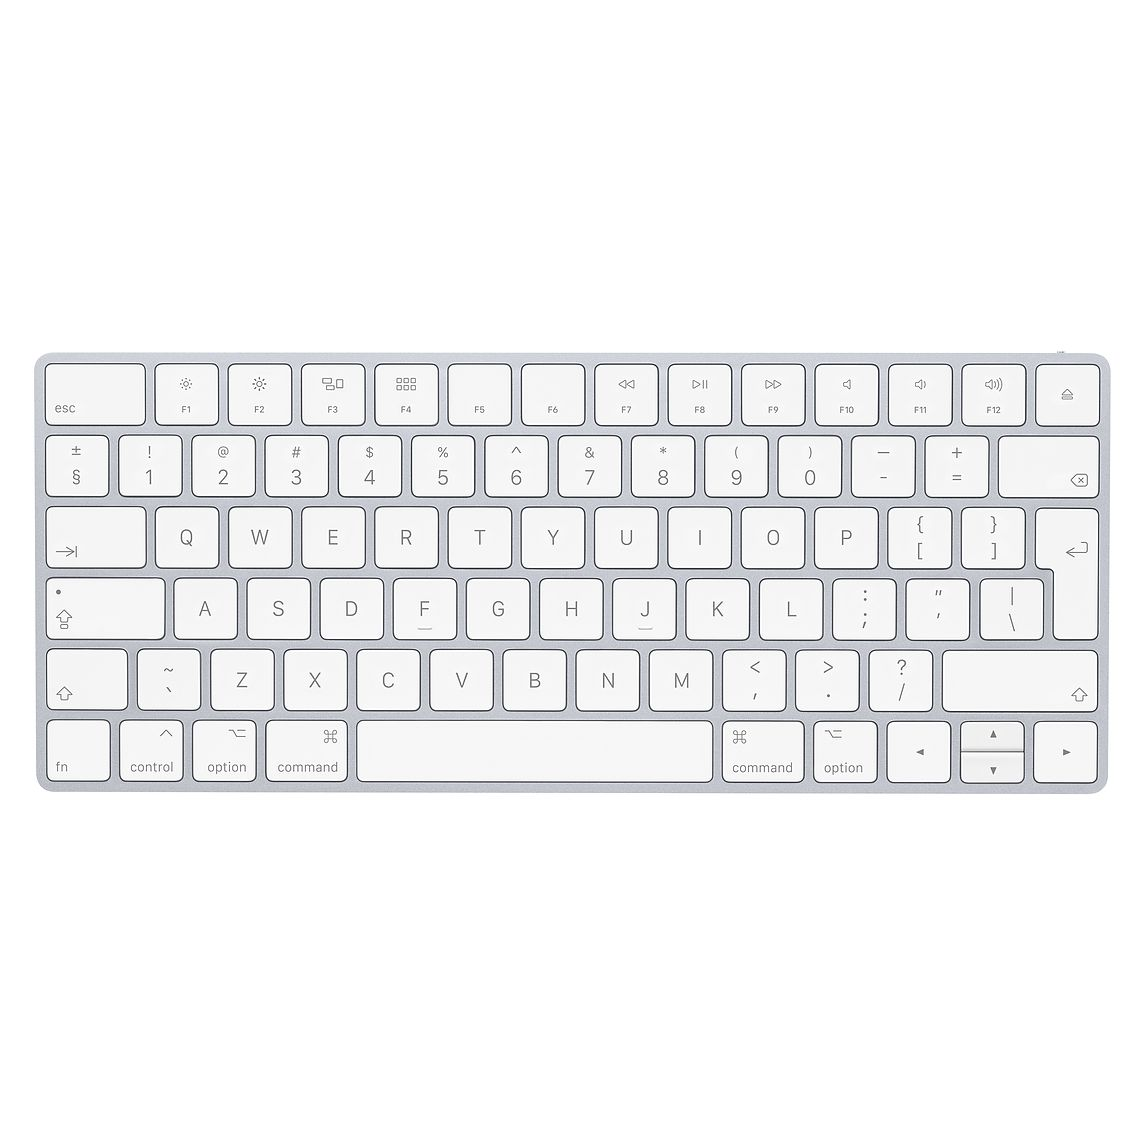 esc F1 F2 F3 F4 F5 F6 F7 F8 F9 F10 F11 F12
± ! @ # $ % ^ & * ( ) — +
§ 1 2 3 4 5 6 7 8 9 0 - =
Q W E R T Y U I O P { }
[ ]
A S D F G H J K L : " |
; ' \
~ Z X C V B N M < > ?
` , . /
fn control option command command option